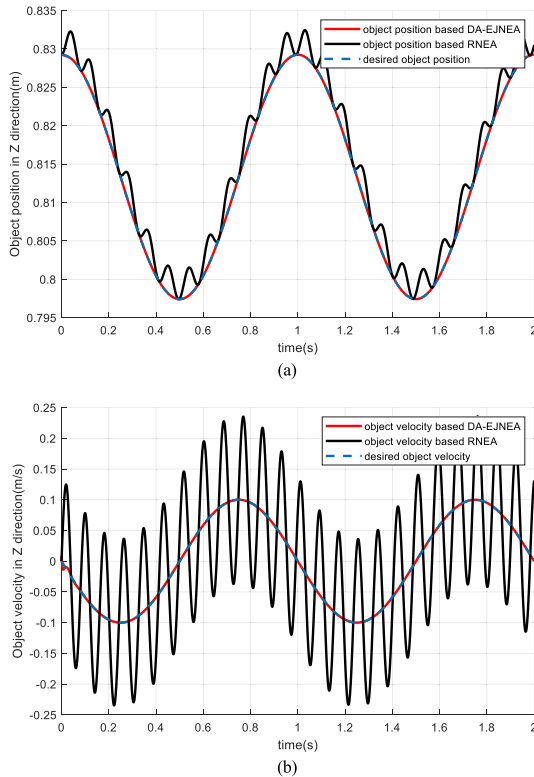 0.835
0.83
0.825
0.82
0.815
0.81
0.805
0.8
0.795
Object position in Z direction(m)
object position based DA-EJNEA
object position based RNEA
desired object position
0 0.2 0.4 0.6 0.8 1 1.2 1.4 1.6 1.8 2
time(s)
(a)
0.25
0.2
0.15
0.1
0.05
0
-0.05
-0.1
-0.15
-0.2
-0.25
Object velocity in Z direction(m/s)
object velocity based DA-EJNEA
object velocity based RNEA
desired object velocity
0 0.2 0.4 0.6 0.8 1 1.2 1.4 1.6 1.8 2
time(s)
(b)